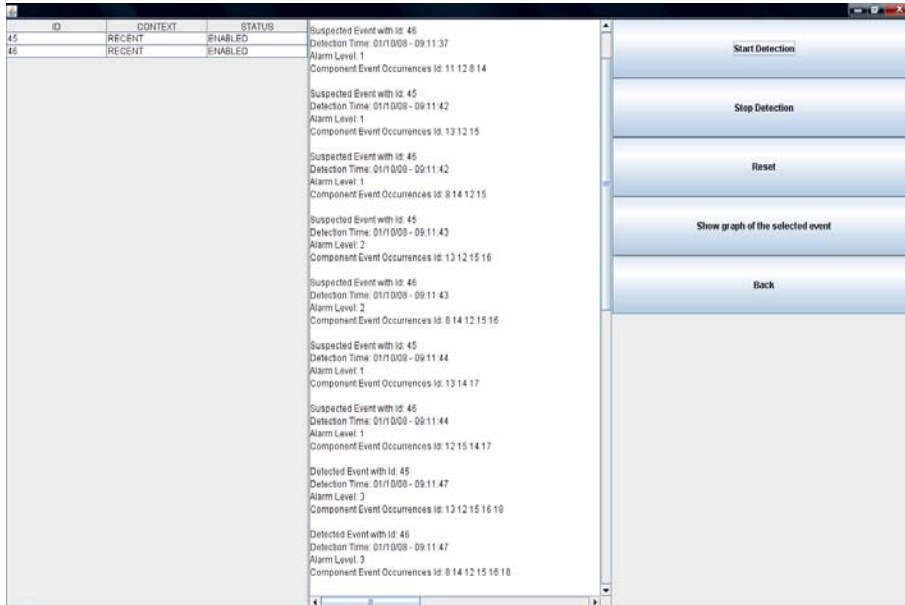 ID CONTEXT STATUS
45 RECENT ENABLED
46 RECENT ENABLED
Suspected Event with Id: 46
Detection Time: 01/10/08 - 09:11:37
Alarm Level: 1
Component Event Occurrences Id: 11 12 8 14
Suspected Event with Id: 45
Detection Time: 01/10/08 - 09:11:42
Alarm Level: 1
Component Event Occurrences Id: 13 12 15
Suspected Event with Id: 46
Detection Time: 01/10/08 - 09:11:42
Alarm Level: 1
Component Event Occurrences Id: 8 14 12 15
Suspected Event with Id: 45
Detection Time: 01/10/08 - 09:11:43
Alarm Level: 2
Component Event Occurrences Id: 13 12 15 16
Suspected Event with Id: 46
Detection Time: 01/10/08 - 09:11:43
Alarm Level: 2
Component Event Occurrences Id: 8 14 12 15 16
Suspected Event with Id: 45
Detection Time: 01/10/08 - 09:11:44
Alarm Level: 1
Component Event Occurrences Id: 13 14 17
Suspected Event with Id: 46
Detection Time: 01/10/08 - 09:11:44
Alarm Level: 1
Component Event Occurrences Id: 12 15 14 17
Detected Event with Id: 45
Detection Time: 01/10/08 - 09:11:47
Alarm Level: 3
Component Event Occurrences Id: 13 12 15 16 18
Detected Event with Id: 46
Detection Time: 01/10/08 - 09:11:47
Alarm Level: 3
Component Event Occurrences Id: 8 14 12 15 16 18
Start Detection
Stop Detection
Reset
Show graph of the selected event
Back